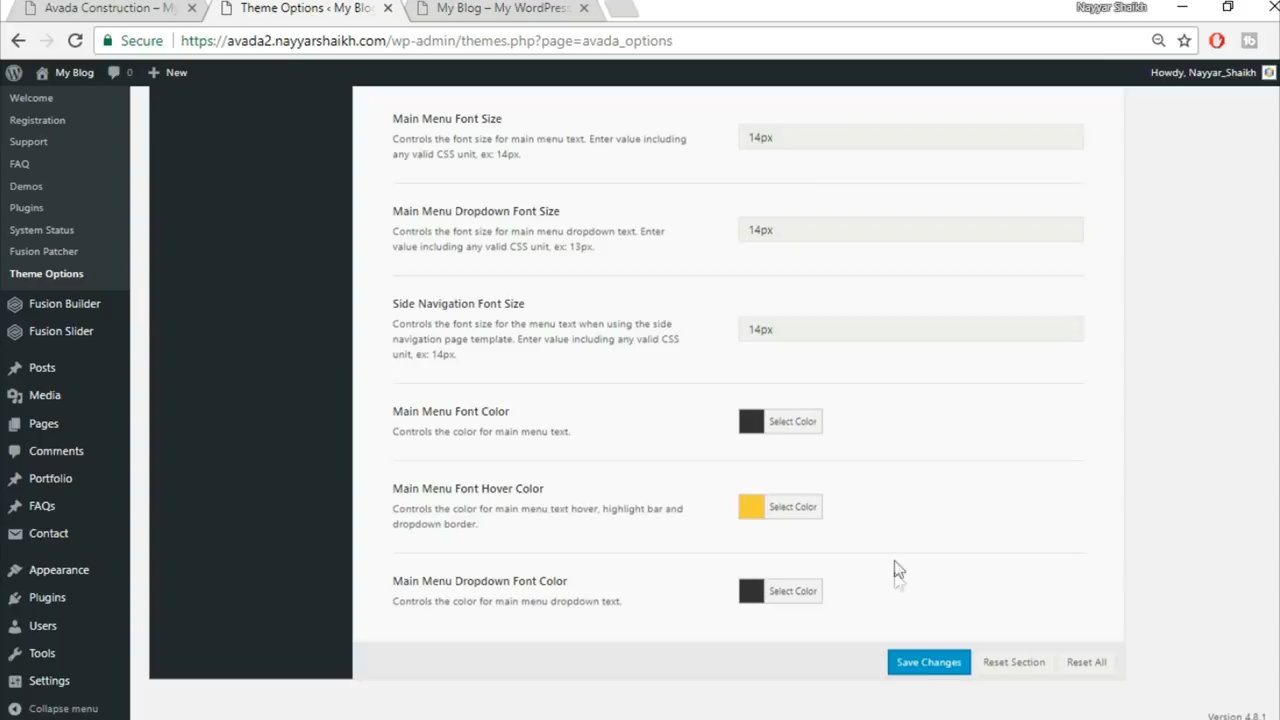 Avada Construction – My
Theme Options ‹ My Blo
My Blog – My WordPress
Nayyar Shaikh
Secure
https://avada2.nayyarshaikh.com/wp-admin/themes.php?page=avada_options
My Blog
0
New
Howdy, Nayyar_Shaikh
Welcome
Registration
Support
FAQ
Demos
Plugins
System Status
Fusion Patcher
Theme Options
Fusion Builder
Fusion Slider
Posts
Media
Pages
Comments
Portfolio
FAQs
Contact
Appearance
Plugins
Users
Tools
Settings
Collapse menu
Main Menu Font Size
Controls the font size for main menu text. Enter value including
any valid CSS unit, ex: 14px.
14px
Main Menu Dropdown Font Size
Controls the font size for main menu dropdown text. Enter
value including any valid CSS unit, ex: 13px.
14px
Side Navigation Font Size
Controls the font size for the menu text when using the side
navigation page template. Enter value including any valid CSS
unit, ex: 14px.
14px
Main Menu Font Color
Controls the color for main menu text.
Select Color
Main Menu Font Hover Color
Controls the color for main menu text hover, highlight bar and
dropdown border.
Select Color
Main Menu Dropdown Font Color
Controls the color for main menu dropdown text.
Select Color
Save Changes
Reset Section
Reset All
Version 4.8.1